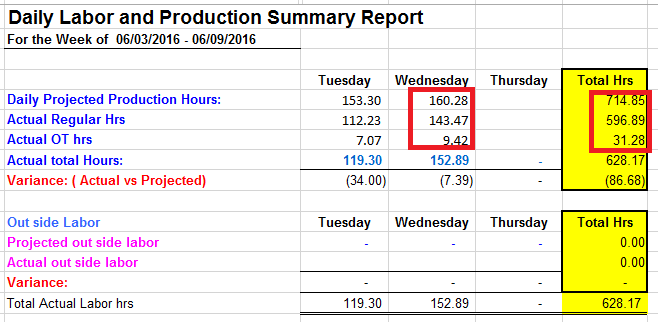 Daily Labor and Production Summary Report
For the Week of 06/03/2016 - 06/09/2016
Tuesday Wednesday Thursday Total Hrs
Daily Projected Production Hours: 153.30 160.28 714.85
Actual Regular Hrs 112.23 143.47 596.89
Actual OT hrs 7.07 9.42 31.28
Actual total Hours: 119.30 152.89 - 628.17
Variance: ( Actual vs Projected) (34.00) (7.39) - (86.68)
Out side Labor Tuesday Wednesday Thursday Total Hrs
Projected out side labor - - - 0.00
Actual out side labor 0.00
Variance: - - - -
Total Actual Labor hrs 119.30 152.89 - 628.17